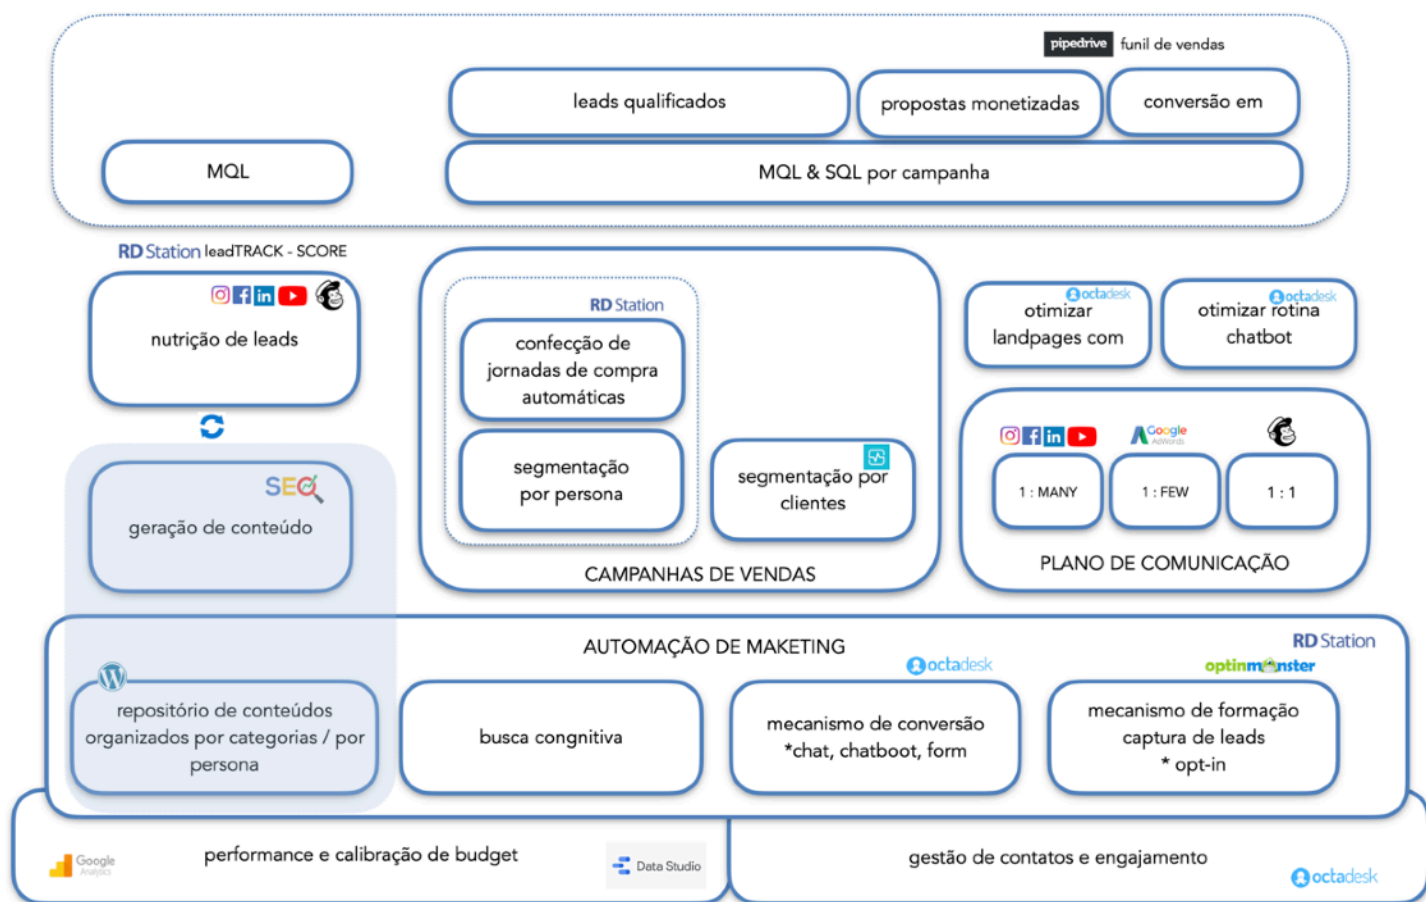 pipedrive funil de vendas
leads qualificados
propostas monetizadas
conversão em
MQL
MQL & SQL por campanha
RD Station leadTRACK - SCORE
nutrição de leads
RD Station
confecção de
jornadas de compra
automáticas
segmentação
por persona
segmentação por
clientes
CAMPANHAS DE VENDAS
octadesk
otimizar
landpages com
octadesk
otimizar rotina
chatbot
Google
AdWords
1 : MANY
1 : FEW
1 : 1
PLANO DE COMUNICAÇÃO
SEO
geração de conteúdo
AUTOMAÇÃO DE MAKETING
RD Station
octadesk
optinmonster
repositório de conteúdos
organizados por categorias / por
persona
busca congnitiva
mecanismo de conversão
*chat, chatboot, form
mecanismo de formação
captura de leads
* opt-in
Google
Analytics
performance e calibração de budget
Data Studio
gestão de contatos e engajamento
octadesk